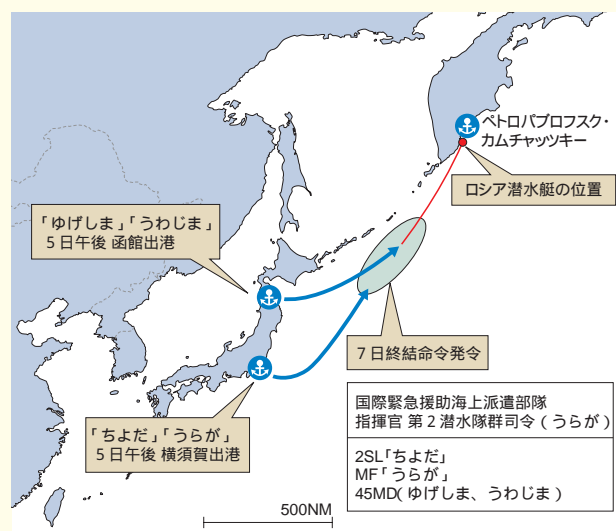 ペトロパブロフスク・
カムチャッツキー
ロシア潜水艇の位置
「ゆげしま」「うわじま」
5日午後 函館出港
7日終結命令発令
「ちよだ」「うらが」
5日午後 横須賀出港
国際緊急援助海上派遣部隊
指揮官 第2潜水隊群司令(うらが)
2SL「ちよだ」
MF「うらが」
45MD(ゆげしま、うわじま)
500NM